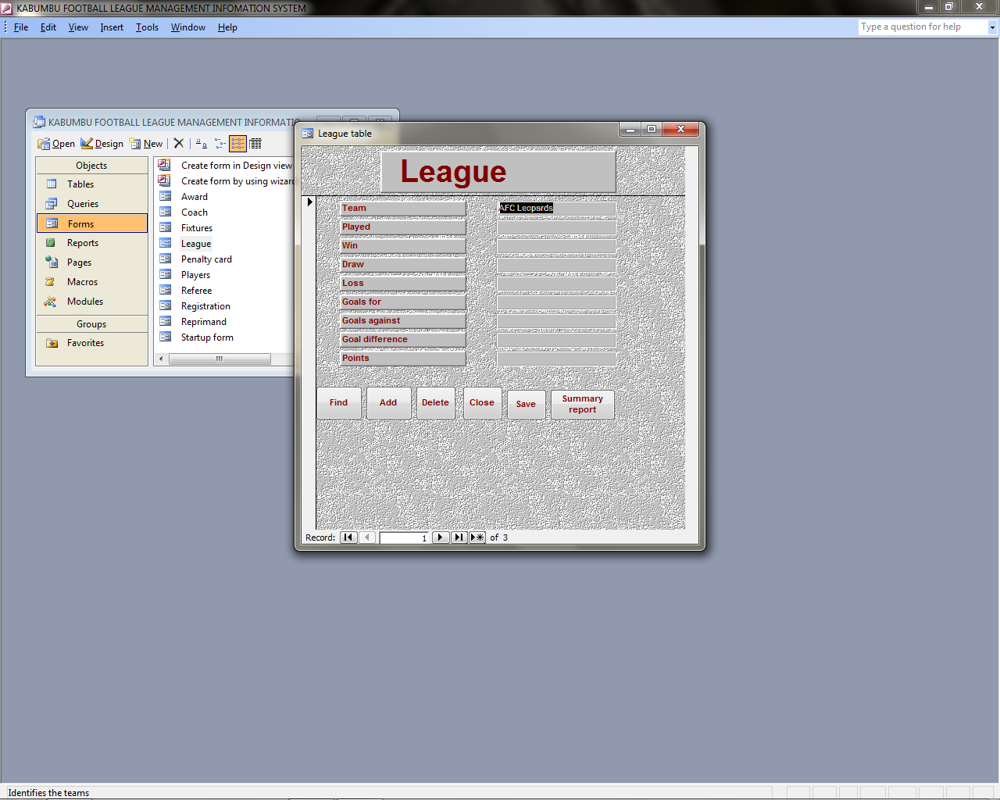 KABUMBU FOOTBALL LEAGUE MANAGEMENT INFOMATION SYSTEM
File Edit View Insert Tools Window Help
Type a question for help
KABUMBU FOOTBALL LEAGUE MANAGEMENT INFORMATIO
Open Design New
Objects
Tables
Queries
Forms
Reports
Pages
Macros
Modules
Groups
Favorites
Create form in Design view
Create form by using wizard
Award
Coach
Fixtures
League
Penalty card
Players
Referee
Registration
Reprimand
Startup form
League table
League
Team AFC Leopards
Played
Win
Draw
Loss
Goals for
Goals against
Goal difference
Points
Find Add Delete Close Save Summary report
Record: 1 of 3
Identifies the teams